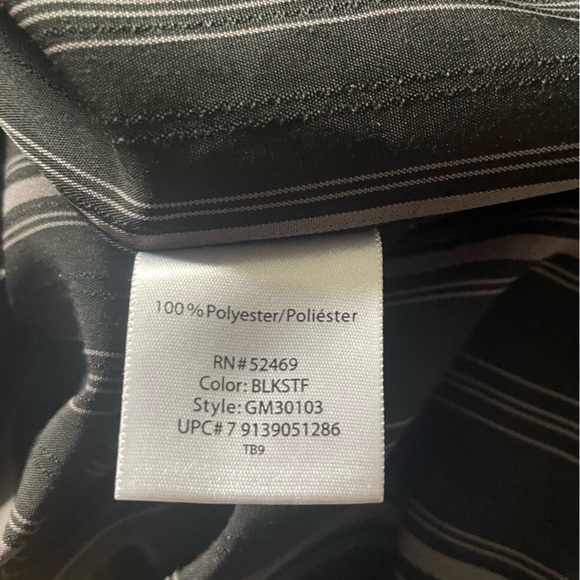 100%Polyester/Poliéster
RN#52469
Color: BLKSTF
Style: GM30103
UPC# 7 9139051286
TB9